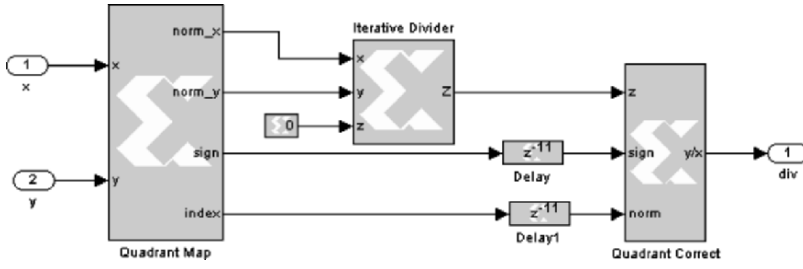 Iterative Divider
norm_x
1
x
x
x
norm_y
y
Z
z
0
z
sign
z-11
sign
y/x
1
Delay
div
2
y
y
index
z-11
norm
Delay1
Quadrant Map
Quadrant Correct